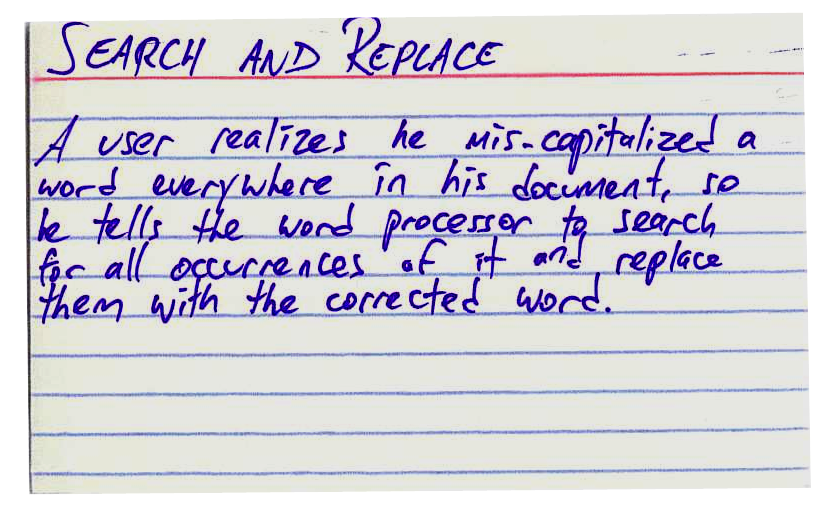 SEARCH AND REPLACE
A user realizes he mis-capitalized a
word everywhere in his document, so
he tells the word processor to search
for all occurrences of it and replace
them with the corrected word.